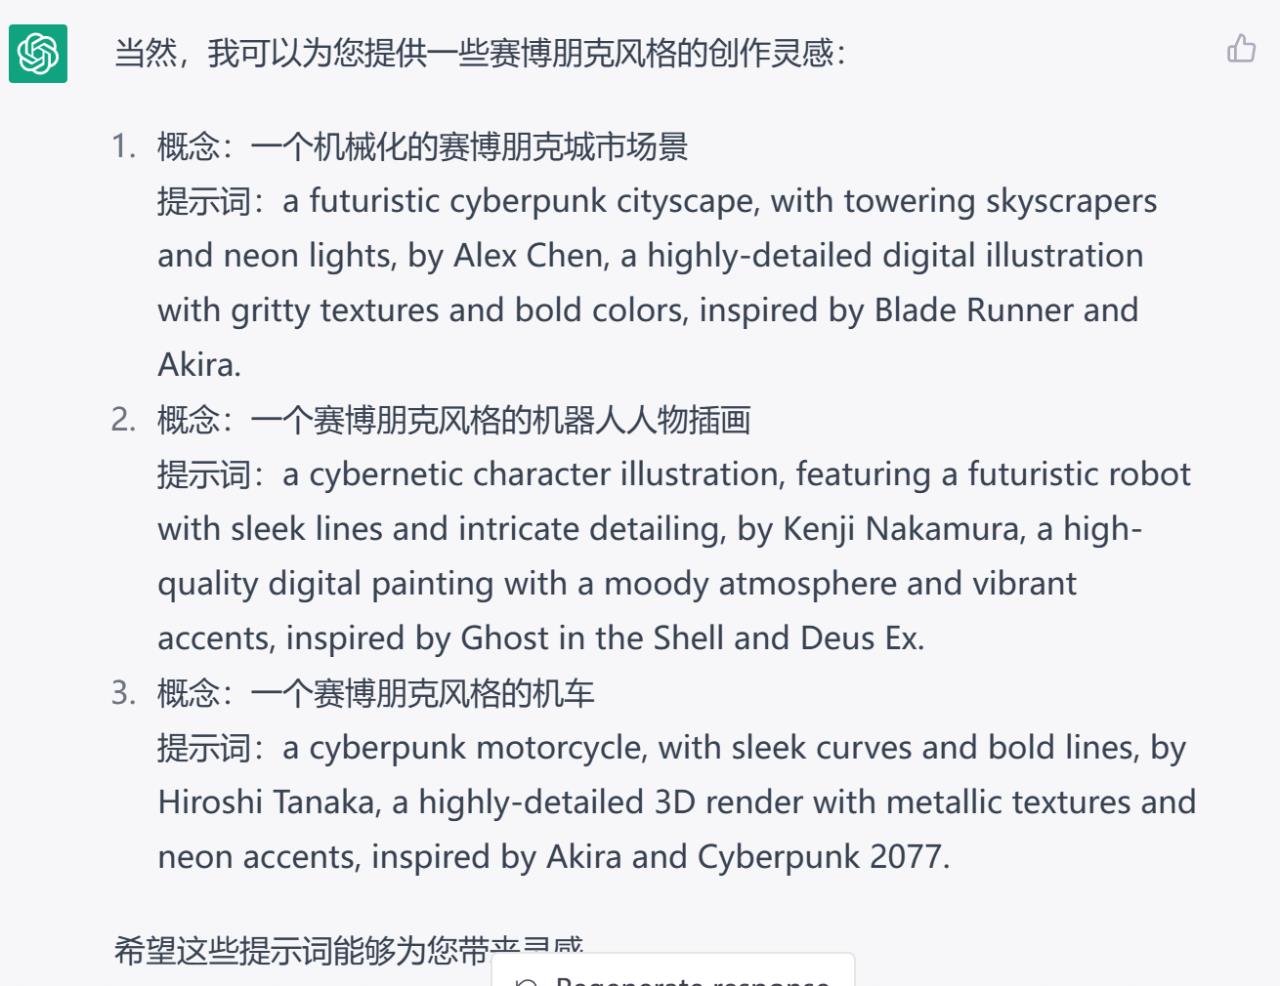 当然，我可以为您提供一些赛博朋克风格的创作灵感：
1. 概念：一个机械化的赛博朋克城市场景
提示词：a futuristic cyberpunk cityscape, with towering skyscrapers
and neon lights, by Alex Chen, a highly-detailed digital illustration
with gritty textures and bold colors, inspired by Blade Runner and
Akira.
2. 概念：一个赛博朋克风格的机器人人物插画
提示词：a cybernetic character illustration, featuring a futuristic robot
with sleek lines and intricate detailing, by Kenji Nakamura, a high-
quality digital painting with a moody atmosphere and vibrant
accents, inspired by Ghost in the Shell and Deus Ex.
3. 概念：一个赛博朋克风格的机车
提示词：a cyberpunk motorcycle, with sleek curves and bold lines, by
Hiroshi Tanaka, a highly-detailed 3D render with metallic textures and
neon accents, inspired by Akira and Cyberpunk 2077.
希望这些提示词能够为您带来灵感
Regenerate response